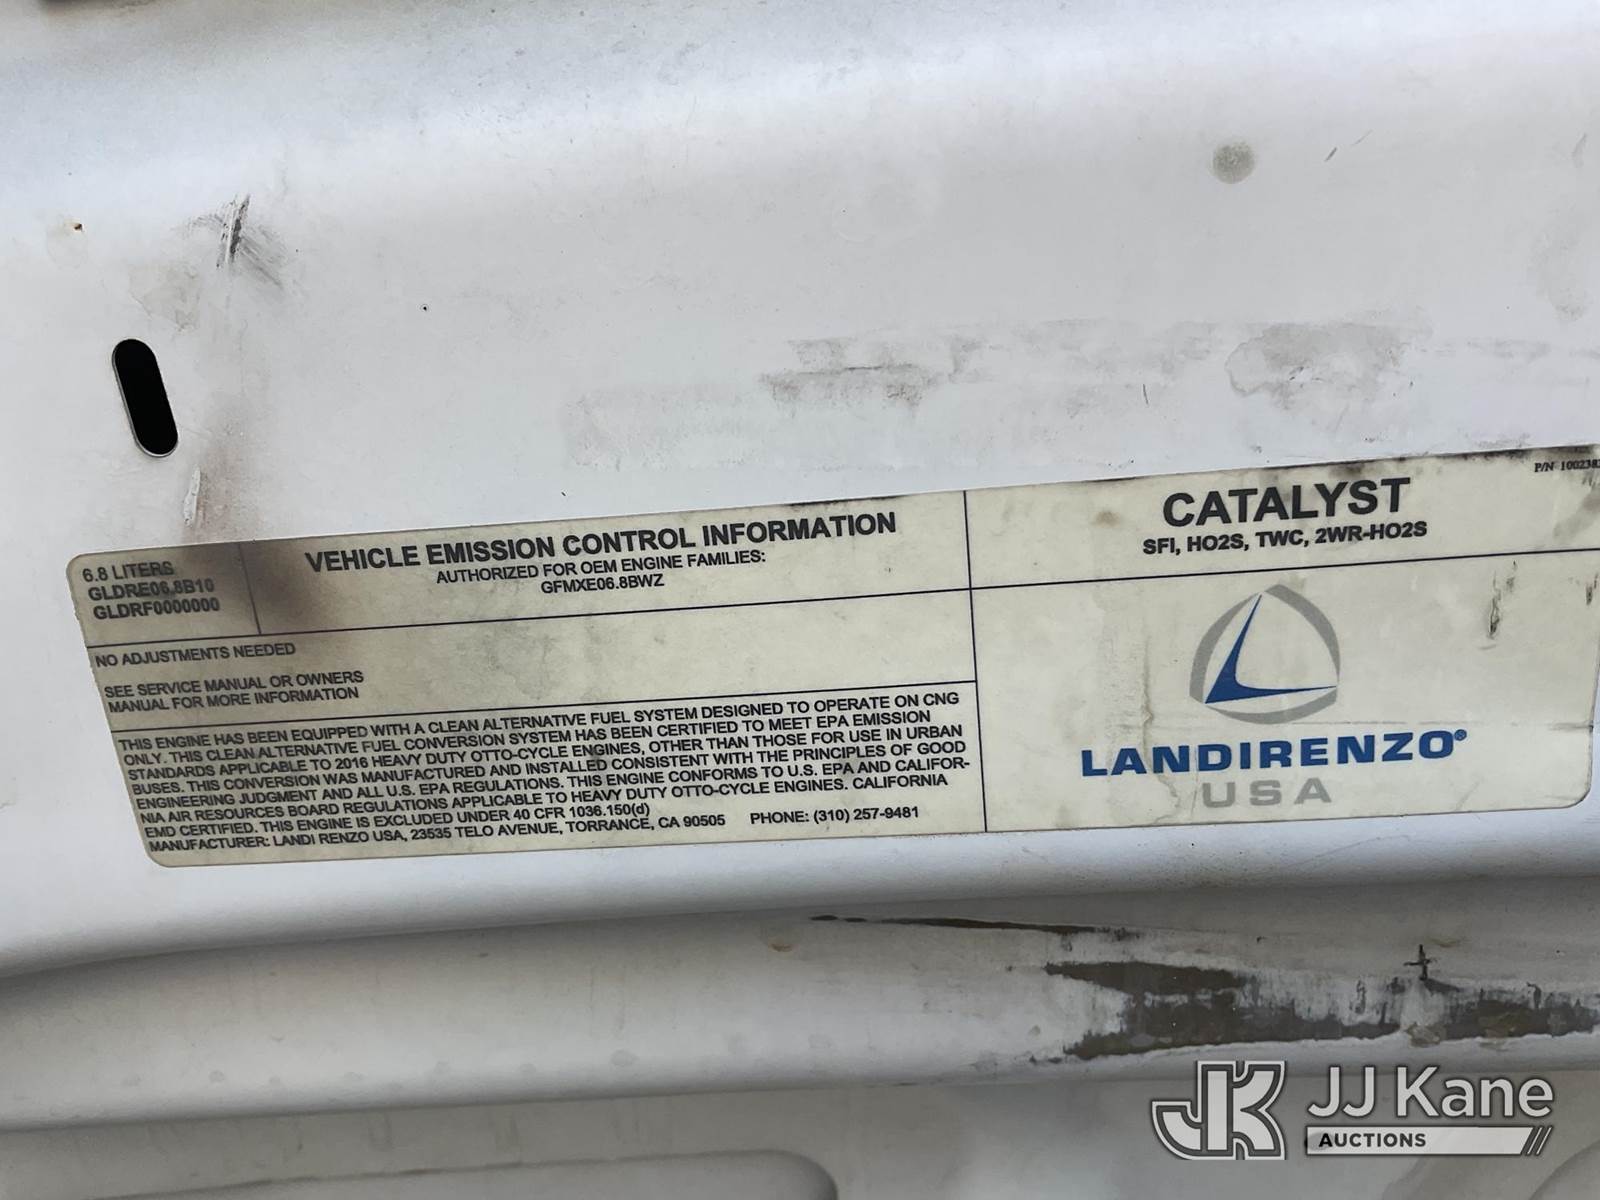 P/N 100238
6.8 LITERS
GLDRE06.8B10
GLDRF0000000
VEHICLE EMISSION CONTROL INFORMATION
AUTHORIZED FOR OEM ENGINE FAMILIES:
GFMXE06.8BWZ
CATALYST
SFI, HO2S, TWC, 2WR-HO2S
NO ADJUSTMENTS NEEDED
SEE SERVICE MANUAL OR OWNERS
MANUAL FOR MORE INFORMATION
THIS ENGINE HAS BEEN EQUIPPED WITH A CLEAN ALTERNATIVE FUEL SYSTEM DESIGNED TO OPERATE ON CNG
ONLY. THIS CLEAN ALTERNATIVE FUEL CONVERSION SYSTEM HAS BEEN CERTIFIED TO MEET EPA EMISSION
STANDARDS APPLICABLE TO 2016 HEAVY DUTY OTTO-CYCLE ENGINES, OTHER THAN THOSE FOR USE IN URBAN
BUSES. THIS CONVERSION WAS MANUFACTURED AND INSTALLED CONSISTENT WITH THE PRINCIPLES OF GOOD
ENGINEERING JUDGMENT AND ALL U.S. EPA REGULATIONS. THIS ENGINE CONFORMS TO U.S. EPA AND CALIFOR-
NIA AIR RESOURCES BOARD REGULATIONS APPLICABLE TO HEAVY DUTY OTTO-CYCLE ENGINES. CALIFORNIA
EMD CERTIFIED. THIS ENGINE IS EXCLUDED UNDER 40 CFR 1036.150(d)
MANUFACTURER: LANDI RENZO USA, 23535 TELO AVENUE, TORRANCE, CA 90505 PHONE: (310) 257-9481
LANDIRENZO®
USA
JK JJ Kane
AUCTIONS